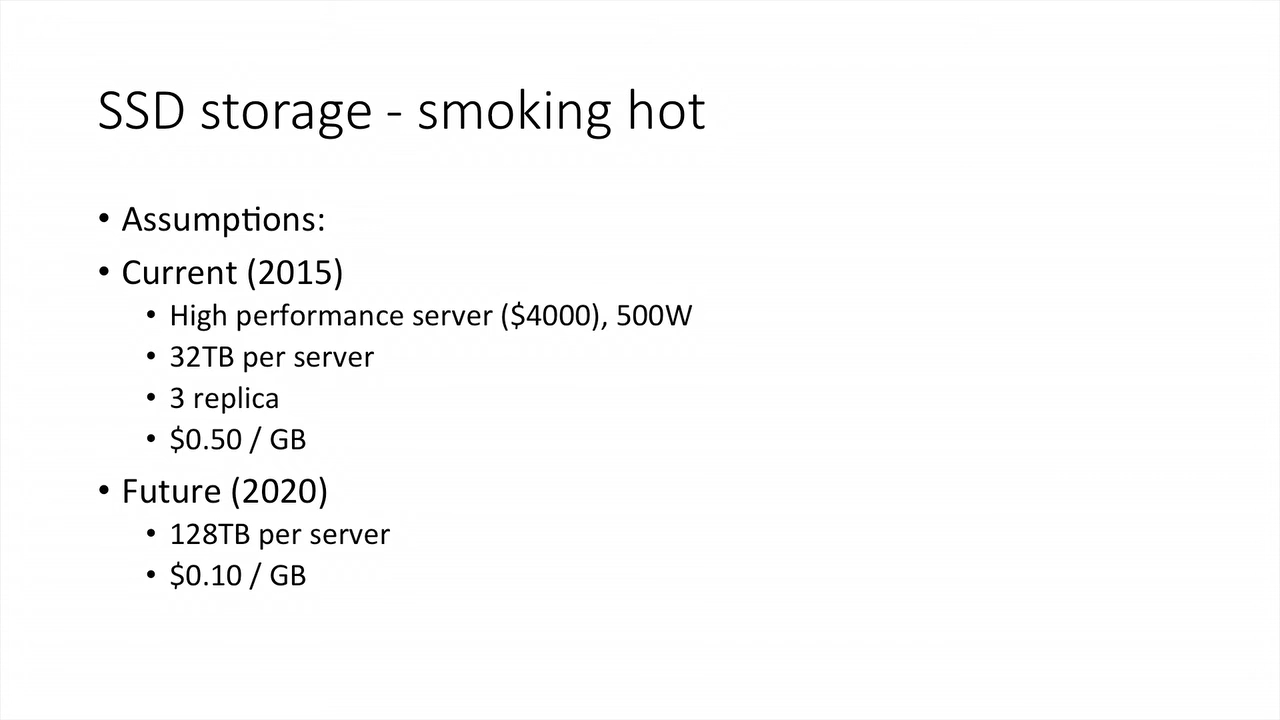 SSD storage - smoking hot
• Assumptions:
• Current (2015)
• High performance server ($4000), 500W
• 32TB per server
• 3 replica
• $0.50 / GB
• Future (2020)
• 128TB per server
• $0.10 / GB